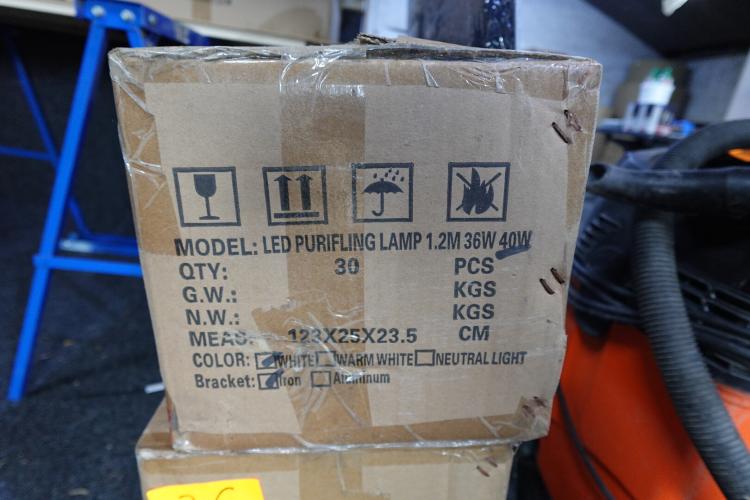 MODEL: LED PURIFLING LAMP 1.2M 36W 40W
QTY: 30 PCS
G.W.: KGS
N.W.: KGS
MEAS: 123X25X23.5 CM
COLOR: WHITE WARM WHITE NEUTRAL LIGHT
Bracket: Iron Aluminum